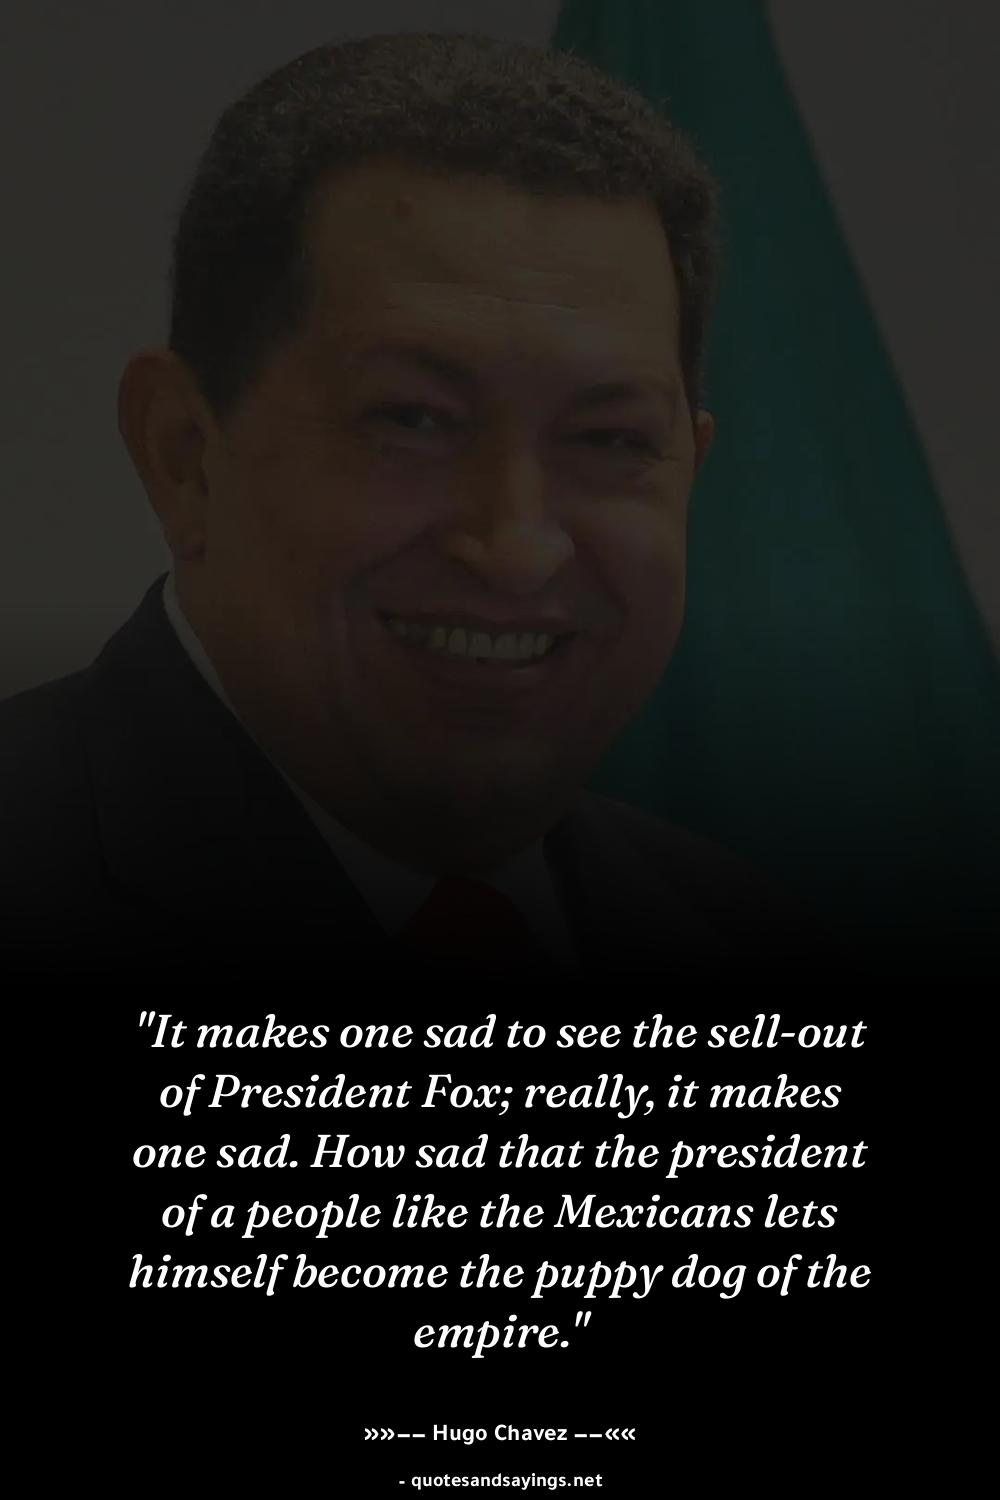 "It makes one sad to see the sell-out
of President Fox; really, it makes
one sad. How sad that the president
of a people like the Mexicans lets
himself become the puppy dog of the
empire."
»»−− Hugo Chavez −−««
- quotesandsayings.net